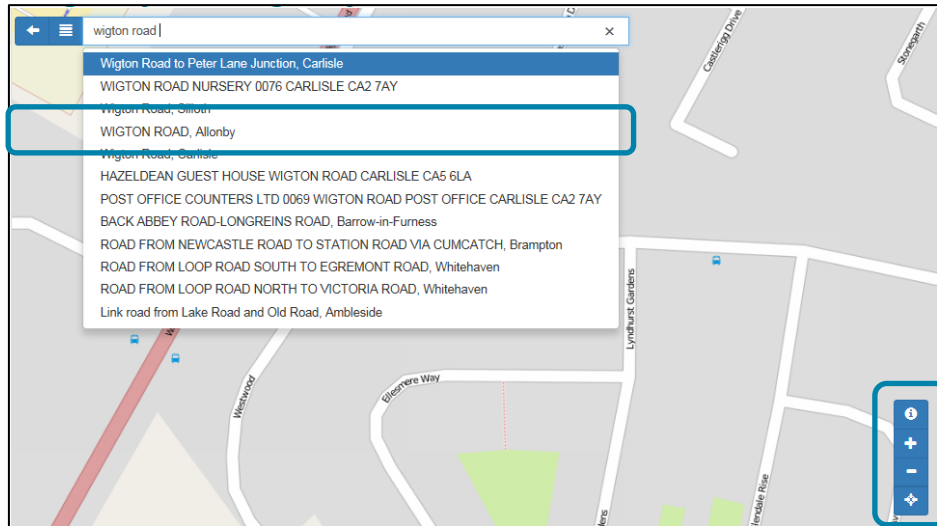 wigton road
×
Wigton Road to Peter Lane Junction, Carlisle
WIGTON ROAD NURSERY 0076 CARLISLE CA2 7AY
Wigton Road, Silloth
WIGTON ROAD, Allonby
Wigton Road, Carlisle
HAZELDEAN GUEST HOUSE WIGTON ROAD CARLISLE CA5 6LA
POST OFFICE COUNTERS LTD 0069 WIGTON ROAD POST OFFICE CARLISLE CA2 7AY
BACK ABBEY ROAD-LONGREINS ROAD, Barrow-in-Furness
ROAD FROM NEWCASTLE ROAD TO STATION ROAD VIA CUMCATCH, Brampton
ROAD FROM LOOP ROAD SOUTH TO EGREMONT ROAD, Whitehaven
ROAD FROM LOOP ROAD NORTH TO VICTORIA ROAD, Whitehaven
Link road from Lake Road and Old Road, Ambleside
Castlerigg Drive
Stonegarth
Lyndhurst Gardens
Westwood
Ellesmere Way